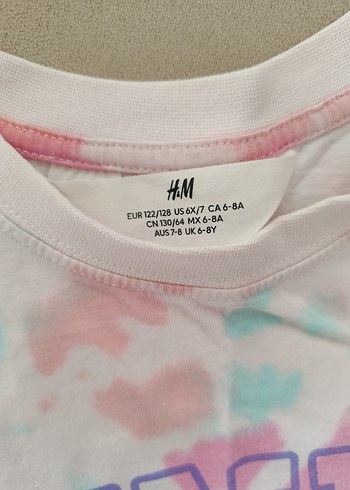 H&M
EUR 122/128 US 6X/7 CA 6-8A
CN 130/64 MX 6-8A
AUS 7-8 UK 6-8Y